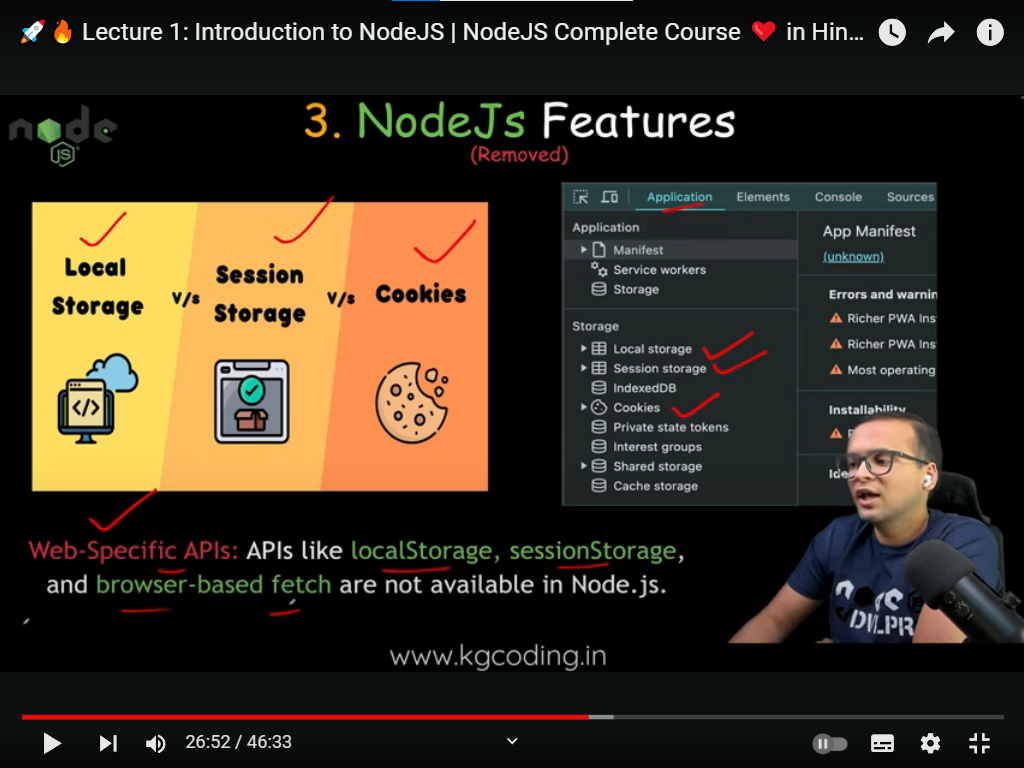 🚀🔥 Lecture 1: Introduction to NodeJS | NodeJS Complete Course ❤️ in Hin...
node
JS
3. NodeJs Features
(Removed)
Local
Storage
V/s
Session
Storage
V/s
Cookies
Application Elements Console Sources
Application
Manifest
Service workers
Storage
Storage
Local storage
Session storage
IndexedDB
Cookies
Private state tokens
Interest groups
Shared storage
Cache storage
App Manifest
(unknown)
Errors and warnin
Richer PWA Ins
Richer PWA Ins
Most operating
Installability
Ide
Web-Specific APIs: APIs like localStorage, sessionStorage,
and browser-based fetch are not available in Node.js.
www.kgcoding.in
26:52 / 46:33